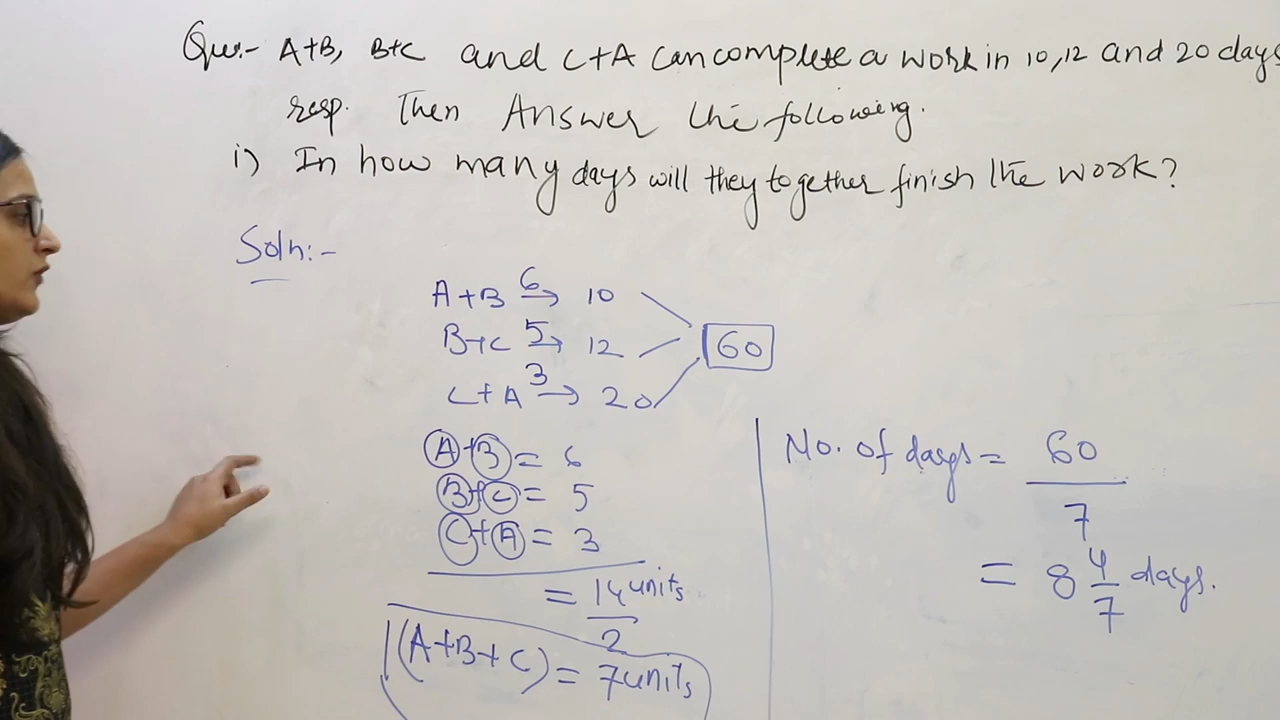 Que:- A+B, B+C and C+A can complete a work in 10, 12 and 20 days
resp. Then Answer the following.
i) In how many days will they together finish the work?
Soln:-
A+B 6→ 10
B+C 5→ 12
C+A 3→ 20
60
A+B = 6
B+C = 5
C+A = 3
= 14 units
2
(A+B+C) = 7 units
No. of days = 60
7
= 8 4/7 days.